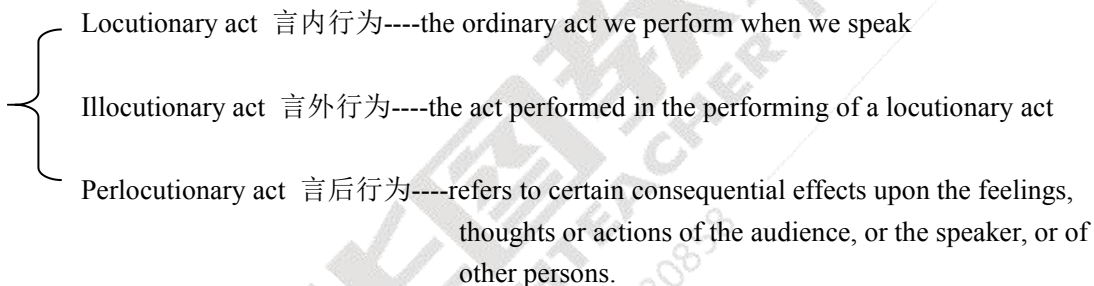 Locutionary act 言内行为----the ordinary act we perform when we speak
Illocutionary act 言外行为----the act performed in the performing of a locutionary act
Perlocutionary act 言后行为----refers to certain consequential effects upon the feelings,
thoughts or actions of the audience, or the speaker, or of
other persons.